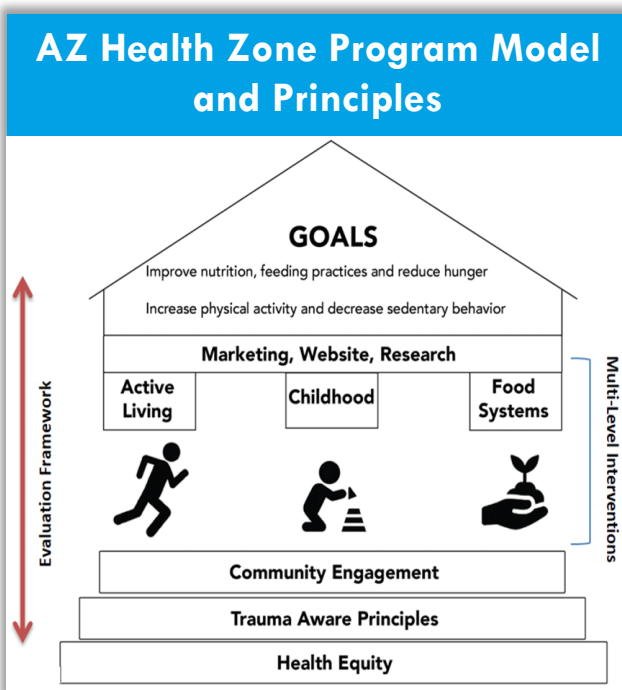 AZ Health Zone Program Model
and Principles
GOALS
Improve nutrition, feeding practices and reduce hunger
Increase physical activity and decrease sedentary behavior
Marketing, Website, Research
Active
Living
Childhood
Food
Systems
Evaluation Framework
Multi-Level Interventions
Community Engagement
Trauma Aware Principles
Health Equity